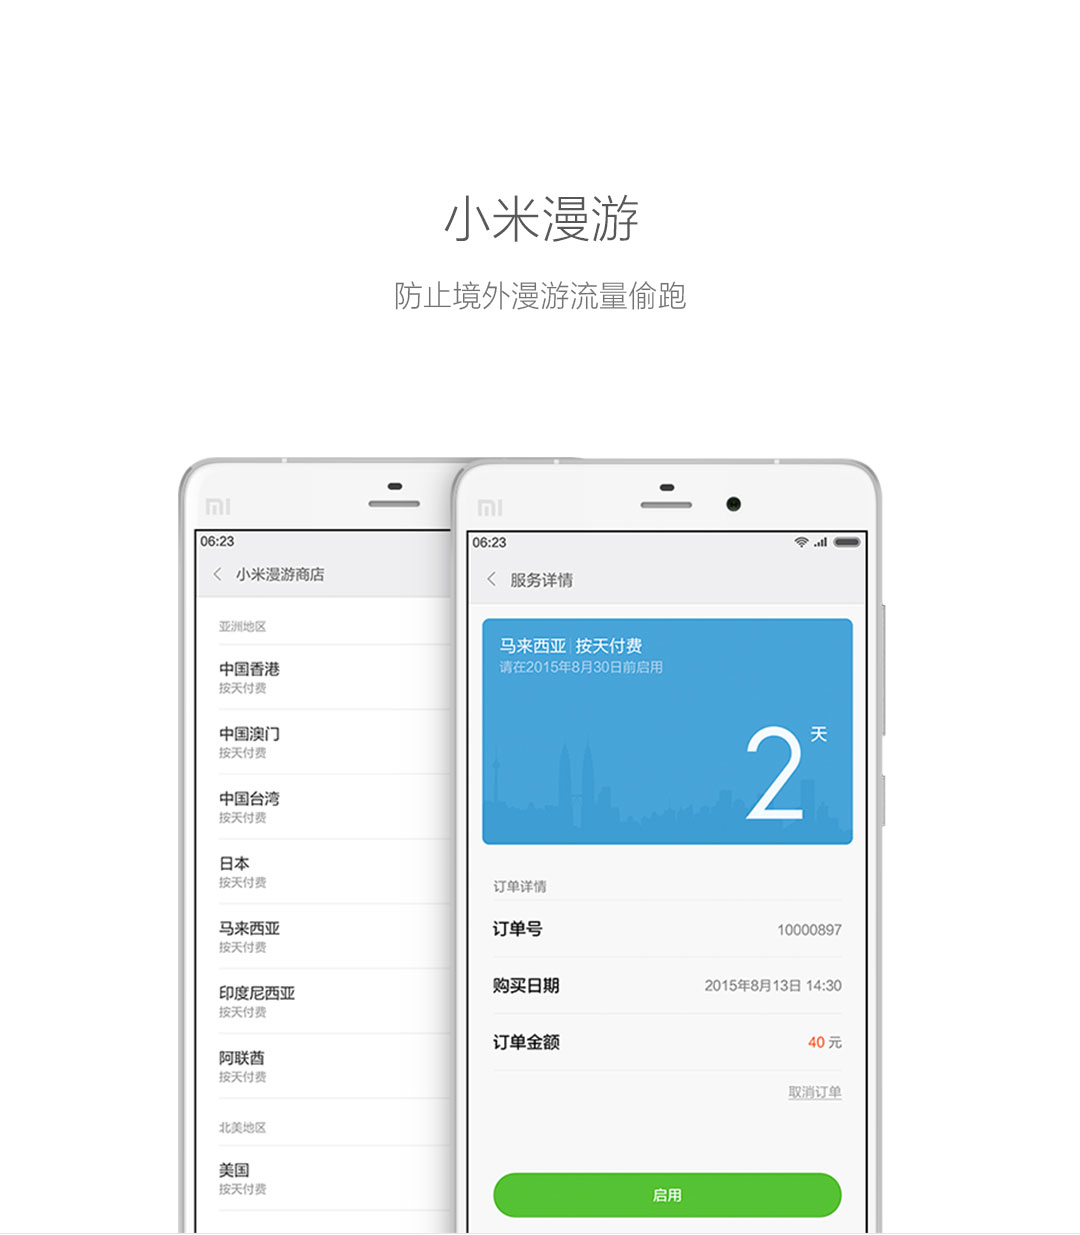 小米漫游
防止境外漫游流量偷跑
MI
06:23
小米漫游商店
亚洲地区
中国香港
按天付费
中国澳门
按天付费
中国台湾
按天付费
日本
按天付费
马来西亚
按天付费
印度尼西亚
按天付费
阿联酋
按天付费
北美地区
美国
按天付费
MI
06:23
服务详情
马来西亚 | 按天付费
请在2015年8月30日前启用
2天
订单详情
订单号 10000897
购买日期 2015年8月13日 14:30
订单金额 40 元
取消订单
启用